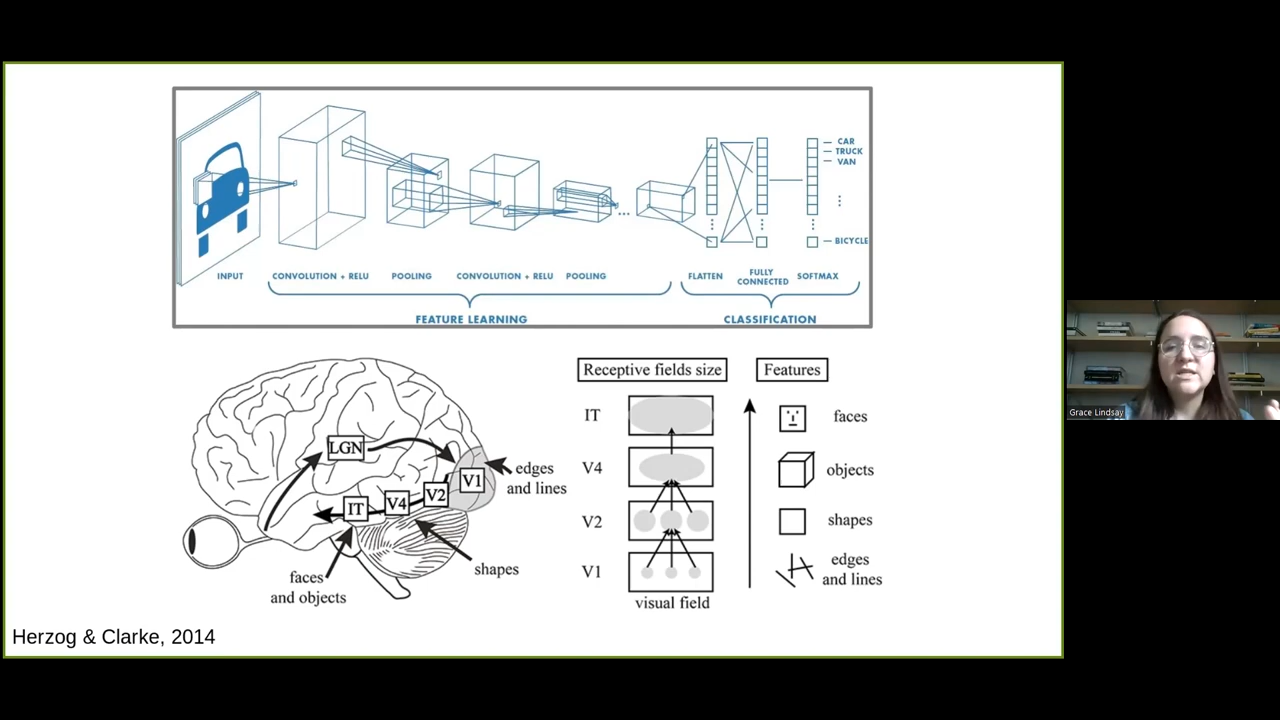 CAR
TRUCK
VAN
BICYCLE
INPUT
CONVOLUTION + RELU
POOLING
CONVOLUTION + RELU
POOLING
FLATTEN
FULLY
CONNECTED
SOFTMAX
FEATURE LEARNING
CLASSIFICATION
LGN
IT
V4
V2
V1
edges
and lines
shapes
faces
and objects
Receptive fields size
Features
IT
faces
V4
objects
V2
shapes
V1
edges
and lines
visual field
Herzog & Clarke, 2014
Grace Lindsay